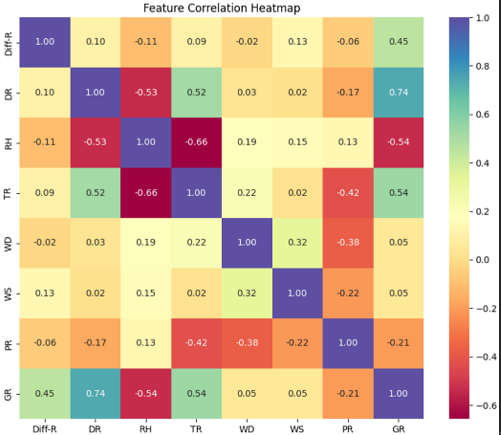 Feature Correlation Heatmap
Diff-R 1.00 0.10 -0.11 0.09 -0.02 0.13 -0.06 0.45
DR 0.10 1.00 -0.53 0.52 0.03 0.02 -0.17 0.74
RH -0.11 -0.53 1.00 -0.66 0.19 0.15 0.13 -0.54
TR 0.09 0.52 -0.66 1.00 0.22 0.02 -0.42 0.54
WD -0.02 0.03 0.19 0.22 1.00 0.32 -0.38 0.05
WS 0.13 0.02 0.15 0.02 0.32 1.00 -0.22 0.05
PR -0.06 -0.17 0.13 -0.42 -0.38 -0.22 1.00 -0.21
GR 0.45 0.74 -0.54 0.54 0.05 0.05 -0.21 1.00
Diff-R DR RH TR WD WS PR GR
1.0
0.8
0.6
0.4
0.2
0.0
-0.2
-0.4
-0.6